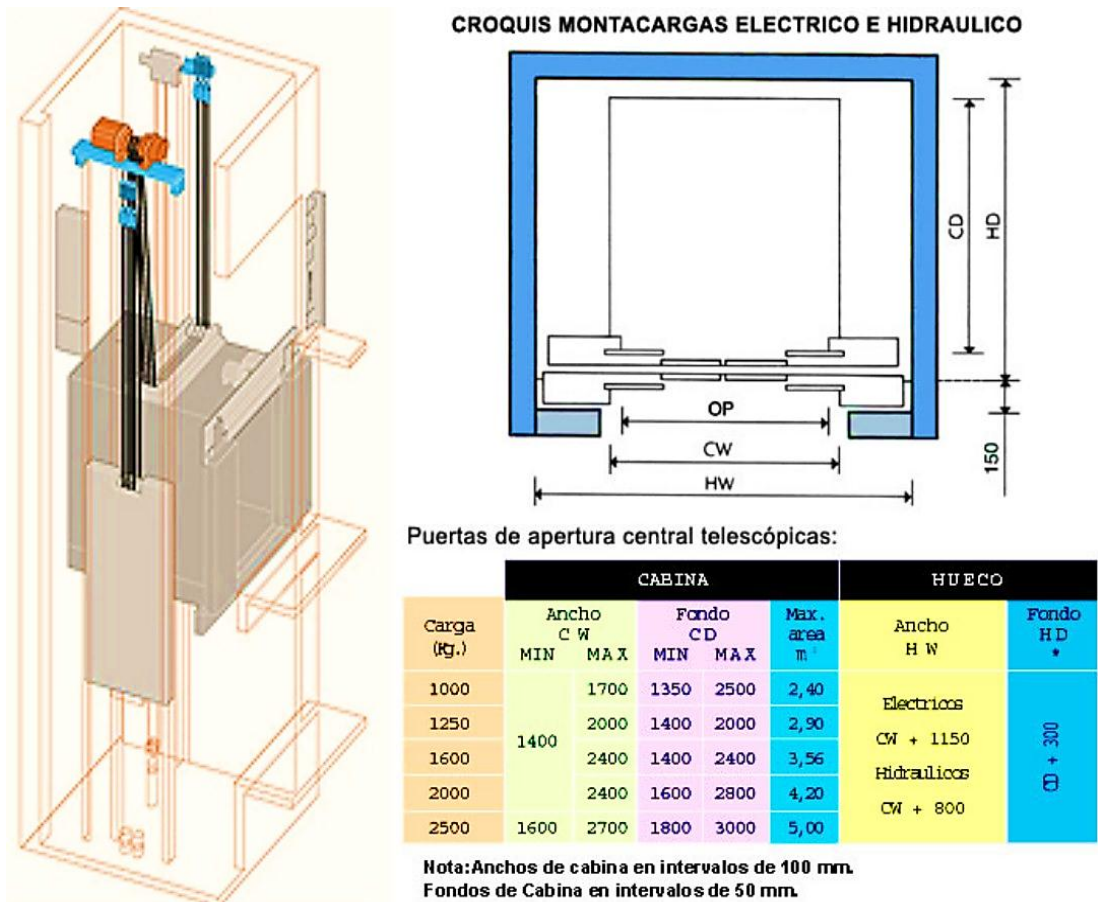 CROQUIS MONTACARGAS ELECTRICO E HIDRAULICO
CD
HD
OP
CW
HW
150
Puertas de apertura central telescópicas:
CABINA HUECO
Carga (Kg.) Ancho CW MIN MAX Fondo CD MIN MAX Max. area m² Ancho HW Fondo HD *
1000 1400 1700 1350 2500 2,40
1250 2000 1400 2000 2,90
1600 2400 1400 2400 3,56
2000 2400 1600 2800 4,20
2500 1600 2700 1800 3000 5,00
Electricos
CW + 1150
Hidraulicos
CW + 800
CD + 300
Nota:Anchos de cabina en intervalos de 100 mm.
Fondos de Cabina en intervalos de 50 mm.